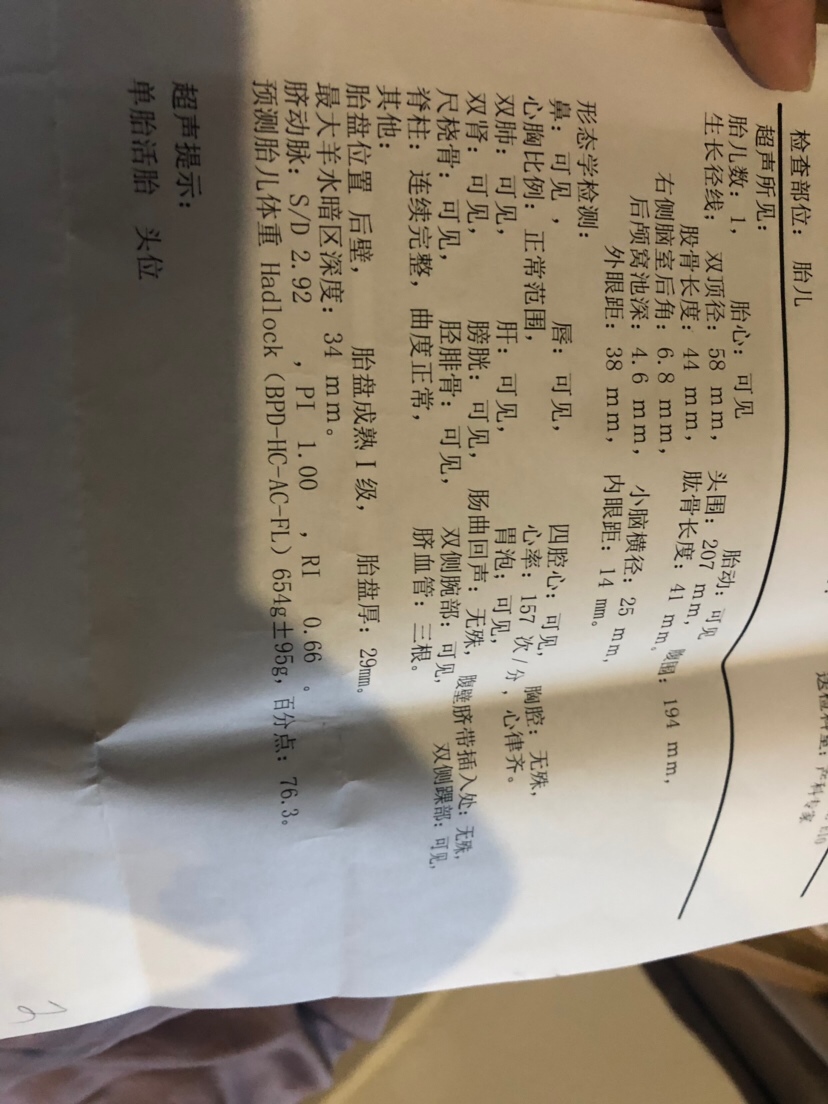 送检科室: 产科专家
检查部位： 胎儿
超声所见：
胎儿数：1， 胎心：可见 胎动：可见
生长径线： 双顶径：58 mm， 头围：207 mm， 腹围： 194 mm，
股骨长度：44 mm， 肱骨长度： 41 mm。
右侧脑室后角：6.8 mm，
后颅窝池深：4.6 mm， 小脑横径：25 mm，
外眼距： 38 mm， 内眼距：14 mm。
形态学检测：
鼻：可见 ， 唇：可见， 四腔心：可见， 胸腔：无殊，
心胸比例：正常范围， 心率：157 次/分 ，心律齐。
双肺：可见， 肝：可见， 胃泡：可见，
双肾：可见， 膀胱：可见， 肠曲回声：无殊，腹壁脐带插入处：无殊，
尺桡骨：可见， 胫腓骨：可见， 双侧腕部：可见， 双侧踝部：可见，
脊柱： 连续完整，曲度正常， 脐血管：三根。
其他：
胎盘位置 后壁， 胎盘成熟Ⅰ级， 胎盘厚：29mm。
最大羊水暗区深度：34 mm。
脐动脉： S/D 2.92 ，PI 1.00 ，RI 0.66 。
预测胎儿体重 Hadlock（BPD-HC-AC-FL）654g±95g，百分点：76.3。
超声提示：
单胎活胎 头位
2